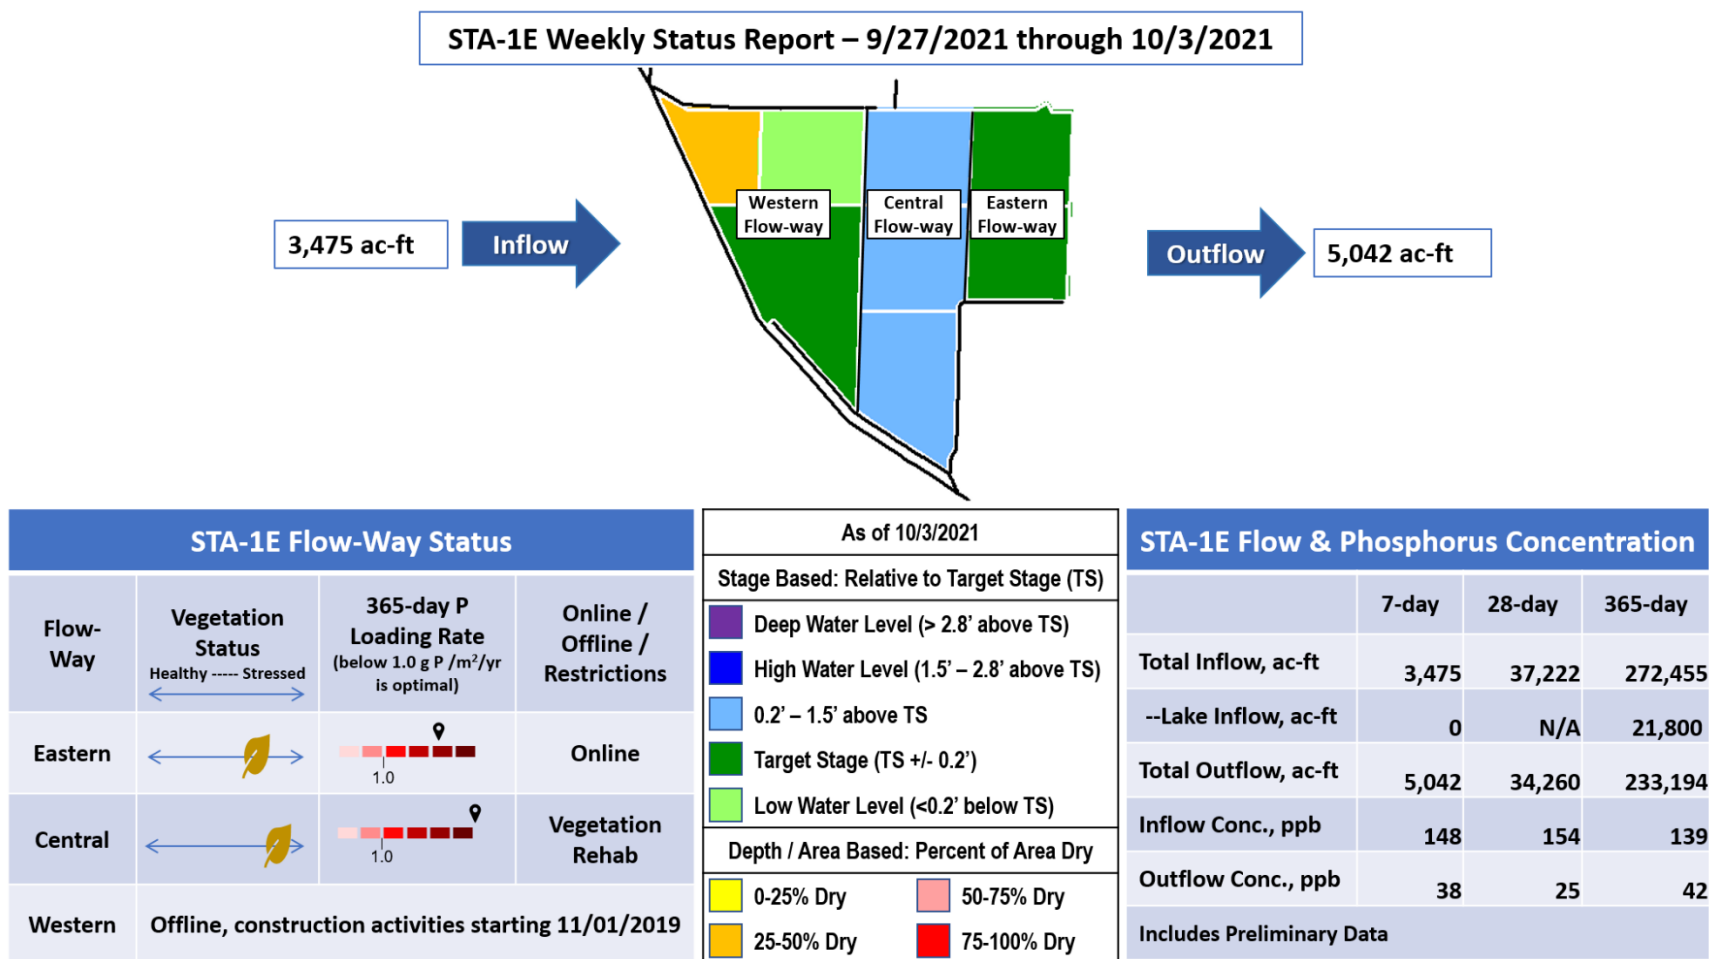 STA-1E Weekly Status Report – 9/27/2021 through 10/3/2021
3,475 ac-ft
Inflow
Western
Flow-way
Central
Flow-way
Eastern
Flow-way
Outflow
5,042 ac-ft
STA-1E Flow-Way Status
Flow-
Way
Vegetation
Status
Healthy ----- Stressed
365-day P
Loading Rate
(below 1.0 g P /m²/yr
is optimal)
Online /
Offline /
Restrictions
Eastern
1.0
Online
Central
1.0
Vegetation
Rehab
Western
Offline, construction activities starting 11/01/2019
As of 10/3/2021
Stage Based: Relative to Target Stage (TS)
Deep Water Level (> 2.8' above TS)
High Water Level (1.5' – 2.8' above TS)
0.2' – 1.5' above TS
Target Stage (TS +/- 0.2')
Low Water Level (<0.2' below TS)
Depth / Area Based: Percent of Area Dry
0-25% Dry
50-75% Dry
25-50% Dry
75-100% Dry
STA-1E Flow & Phosphorus Concentration
7-day 28-day 365-day
Total Inflow, ac-ft 3,475 37,222 272,455
--Lake Inflow, ac-ft 0 N/A 21,800
Total Outflow, ac-ft 5,042 34,260 233,194
Inflow Conc., ppb 148 154 139
Outflow Conc., ppb 38 25 42
Includes Preliminary Data